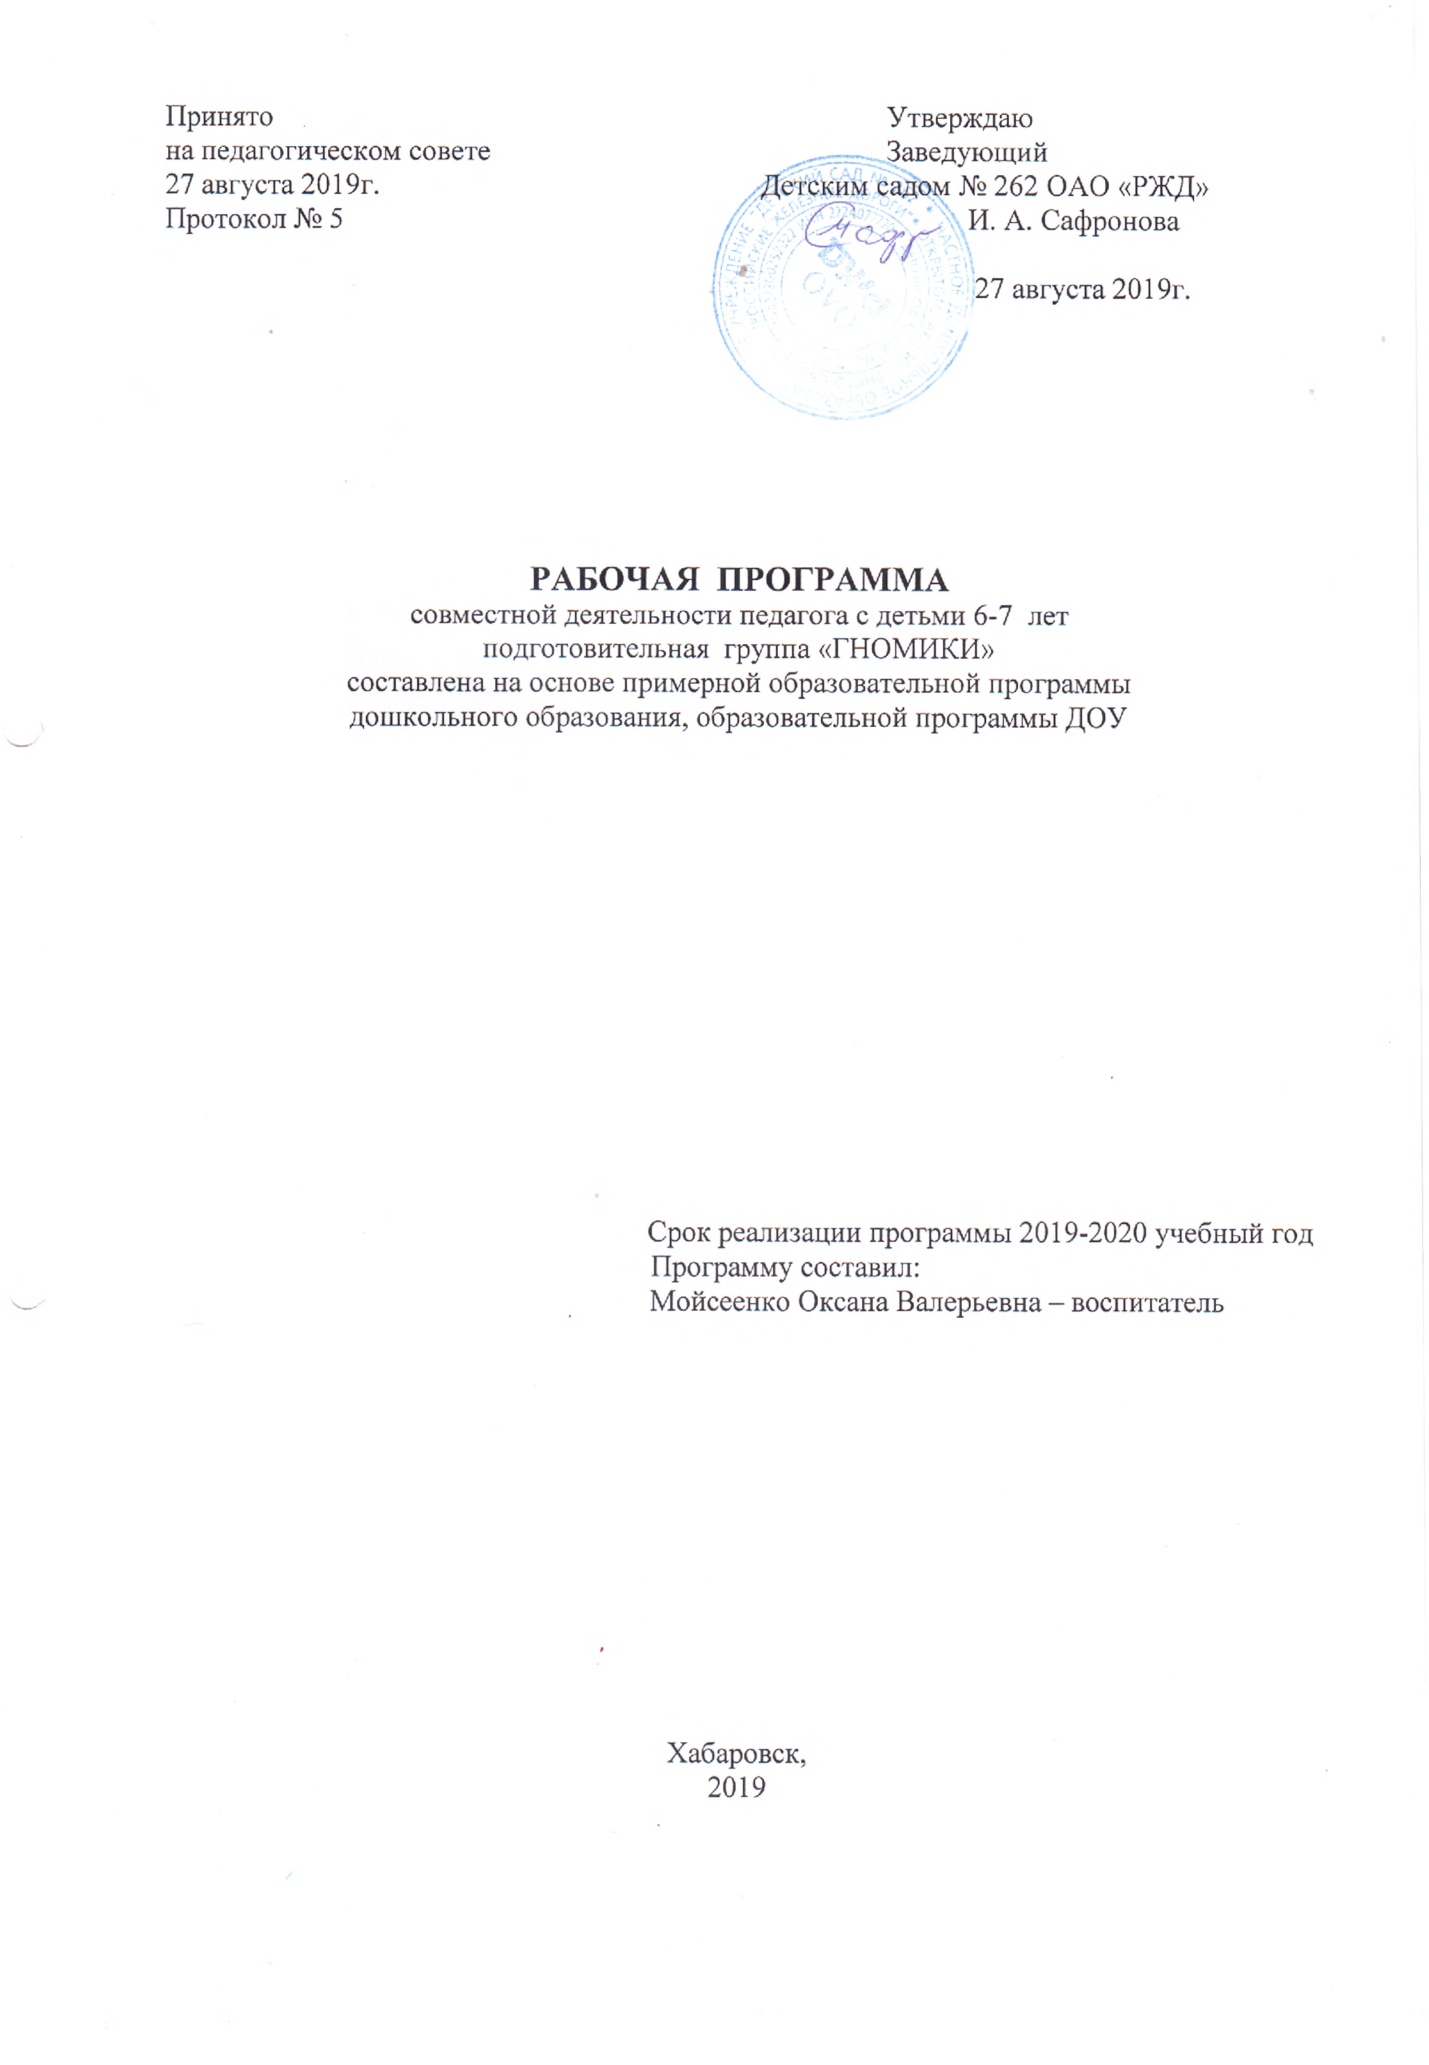 Принято
на педагогическом совете
27 августа 2019г.
Протокол № 5
Утверждаю
Заведующий
Детским садом № 262 ОАО «РЖД»
И. А. Сафронова
27 августа 2019г.
РАБОЧАЯ ПРОГРАММА
совместной деятельности педагога с детьми 6-7 лет
подготовительная группа «ГНОМИКИ»
составлена на основе примерной образовательной программы
дошкольного образования, образовательной программы ДОУ
Срок реализации программы 2019-2020 учебный год
Программу составил:
Мойсеенко Оксана Валерьевна – воспитатель
Хабаровск,
2019